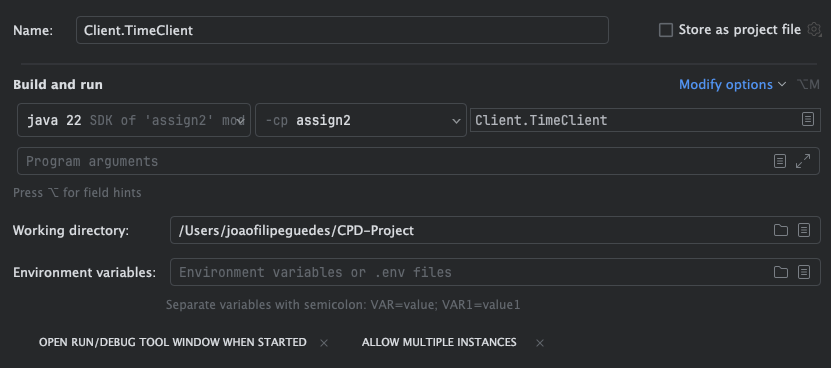 Name: Client.TimeClient Store as project file
Build and run Modify options ⌥M
java 22 SDK of 'assign2' mod -cp assign2 Client.TimeClient
Program arguments
Press ⌥ for field hints
Working directory: /Users/joaofilipeguedes/CPD-Project
Environment variables: Environment variables or .env files
Separate variables with semicolon: VAR=value; VAR1=value1
OPEN RUN/DEBUG TOOL WINDOW WHEN STARTED × ALLOW MULTIPLE INSTANCES ×